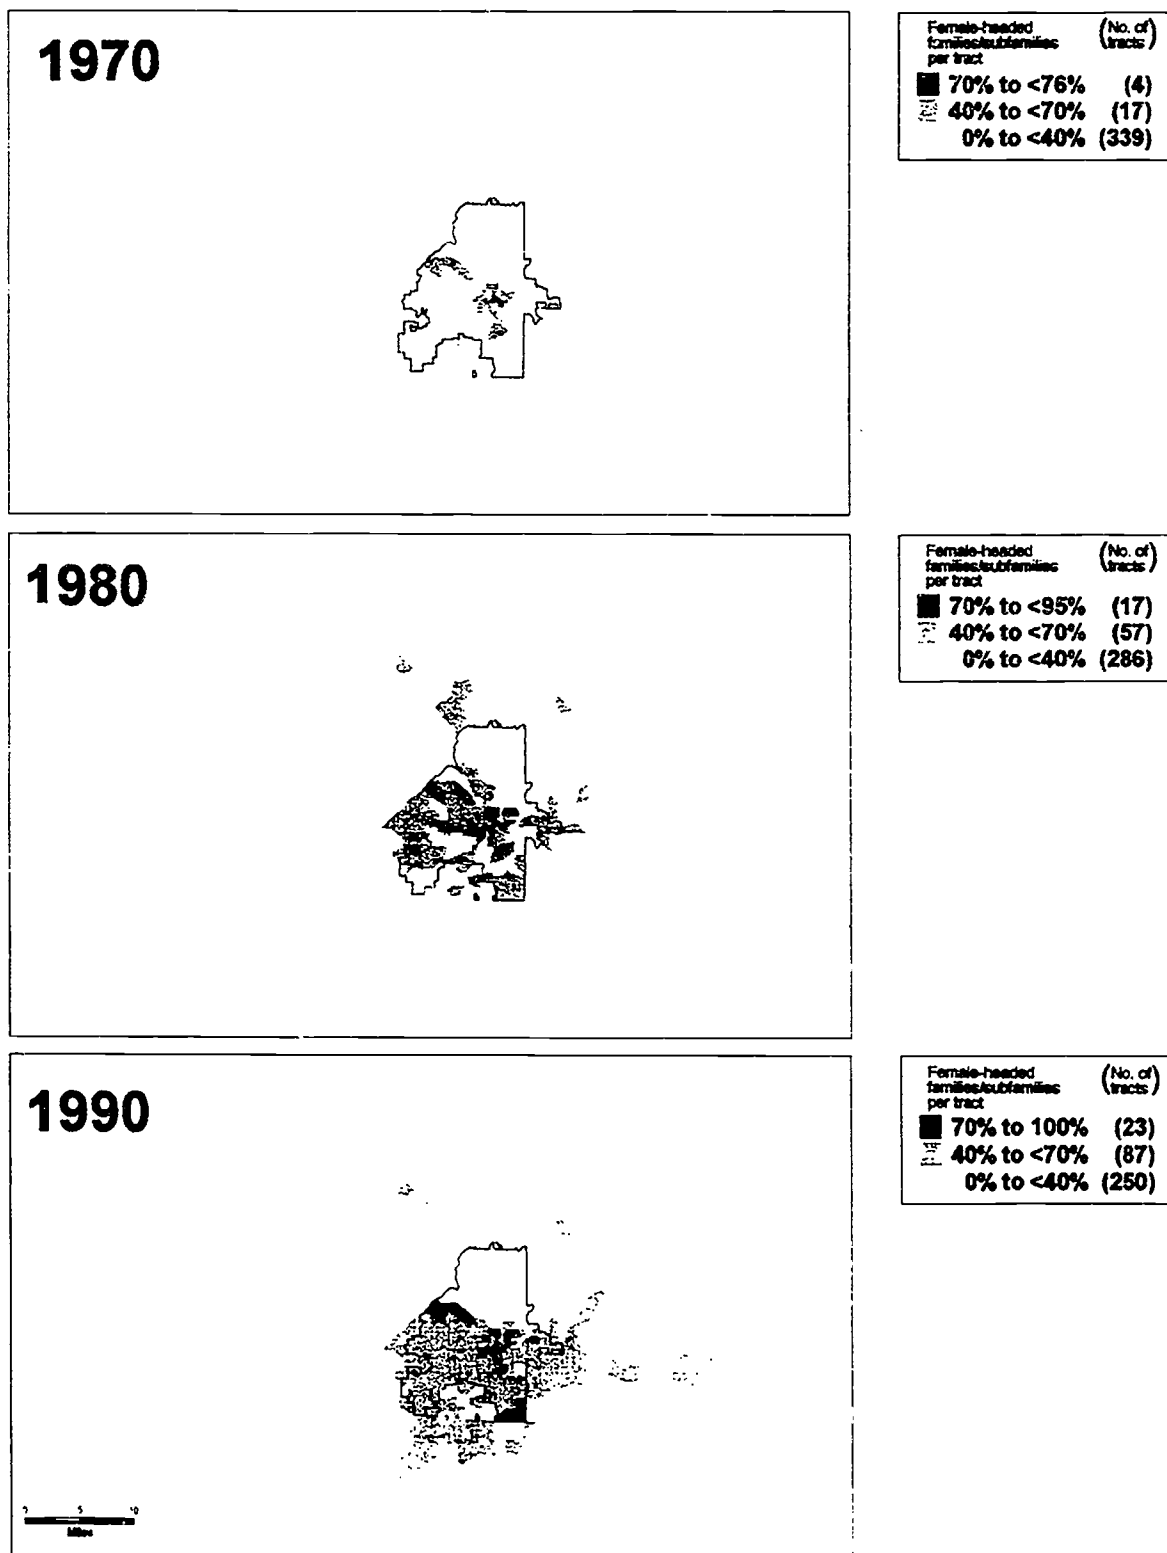 1970
Female-headed (No. of
families/subfamilies tracts)
per tract
70% to <76% (4)
40% to <70% (17)
0% to <40% (339)
1980
Female-headed (No. of
families/subfamilies tracts)
per tract
70% to <95% (17)
40% to <70% (57)
0% to <40% (286)
1990
Female-headed (No. of
families/subfamilies tracts)
per tract
70% to 100% (23)
40% to <70% (87)
0% to <40% (250)
0 5 10
Miles